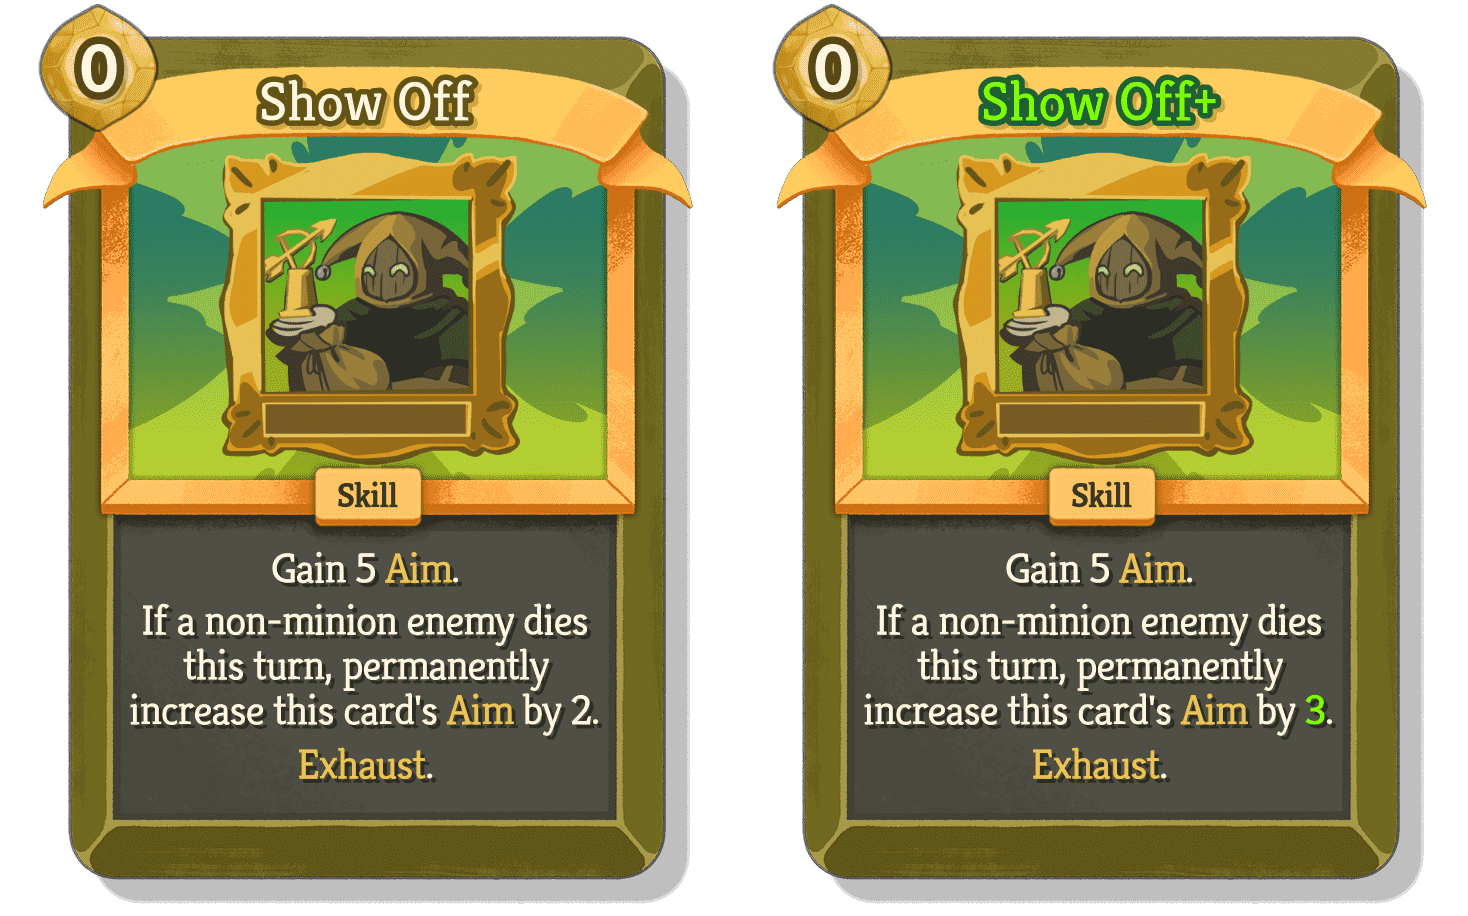 0
Show Off
Skill
Gain 5 Aim.
If a non-minion enemy dies
this turn, permanently
increase this card's Aim by 2.
Exhaust.
0
Show Off+
Skill
Gain 5 Aim.
If a non-minion enemy dies
this turn, permanently
increase this card's Aim by 3.
Exhaust.